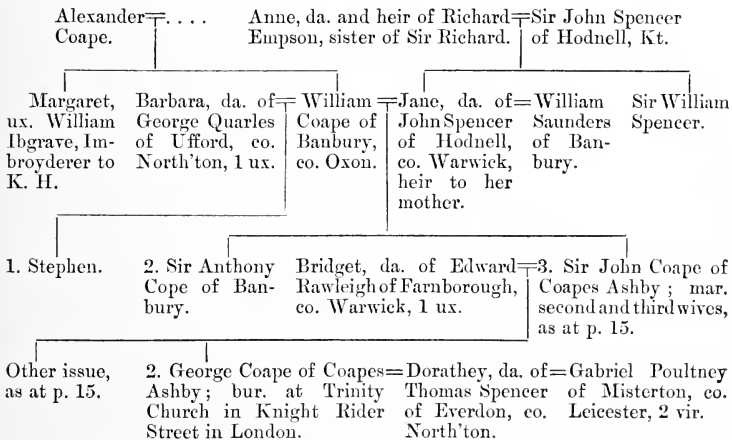 Alexander . . . . Anne, da. and heir of Richard Sir John Spencer
Coape. Empson, sister of Sir Richard. of Hodnell, Kt.
Margaret, Barbara, da. of William Jane, da. of=William Sir William
ux. William George Quarles Coape of John Spencer Saunders Spencer.
Ibgrave, Im- of Ufford, co. Banbury, of Hodnell, of Ban-
broyderer to North'ton, 1 ux. co. Oxon. co. Warwick, bury.
K. H. heir to her
mother.
1. Stephen. 2. Sir Anthony Bridget, da. of Edward 3. Sir John Coape of
Cope of Ban- Rawleigh of Farnborough, Coapes Ashby ; mar.
bury. co. Warwick, 1 ux. second and third wives,
as at p. 15.
Other issue, 2. George Coape of Coapes=Dorathey, da. of=Gabriel Poultney
as at p. 15. Ashby; bur. at Trinity Thomas Spencer of Misterton, co.
Church in Knight Rider of Everdon, co. Leicester, 2 vir.
Street in London. North'ton.